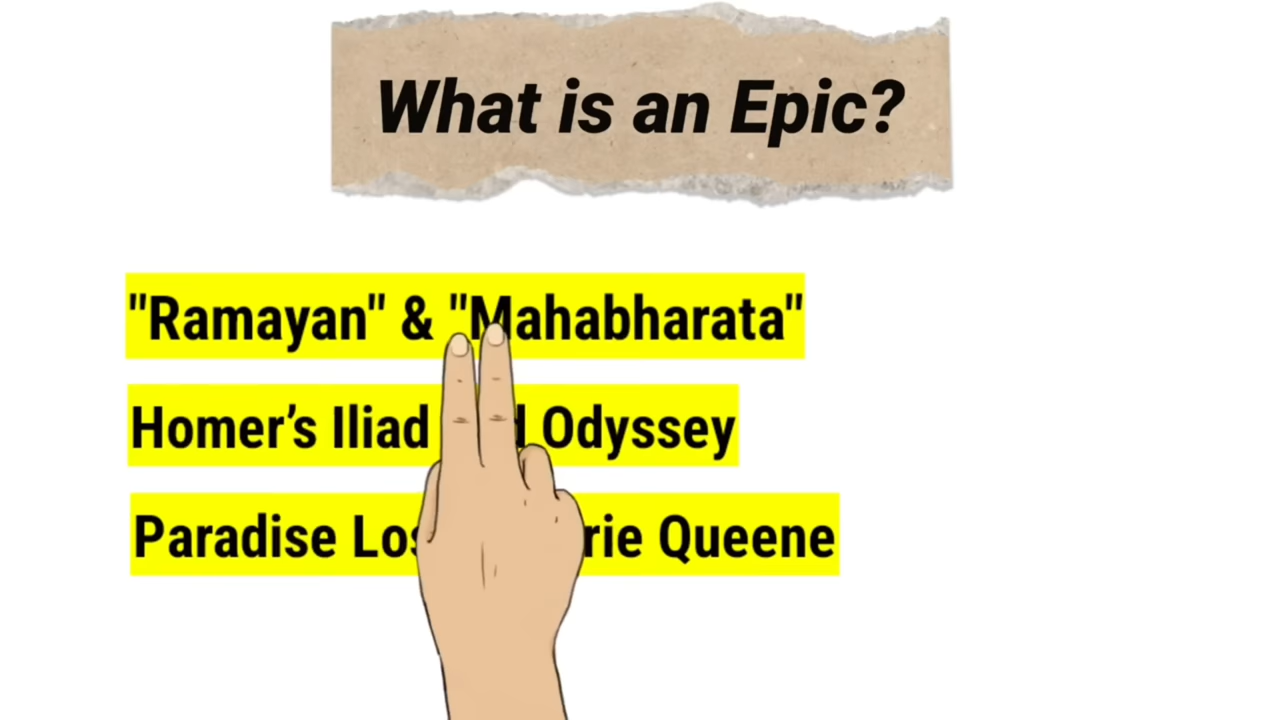 What is an Epic?
"Ramayan" & "Mahabharata"
Homer’s Iliad Odyssey
Paradise Queene